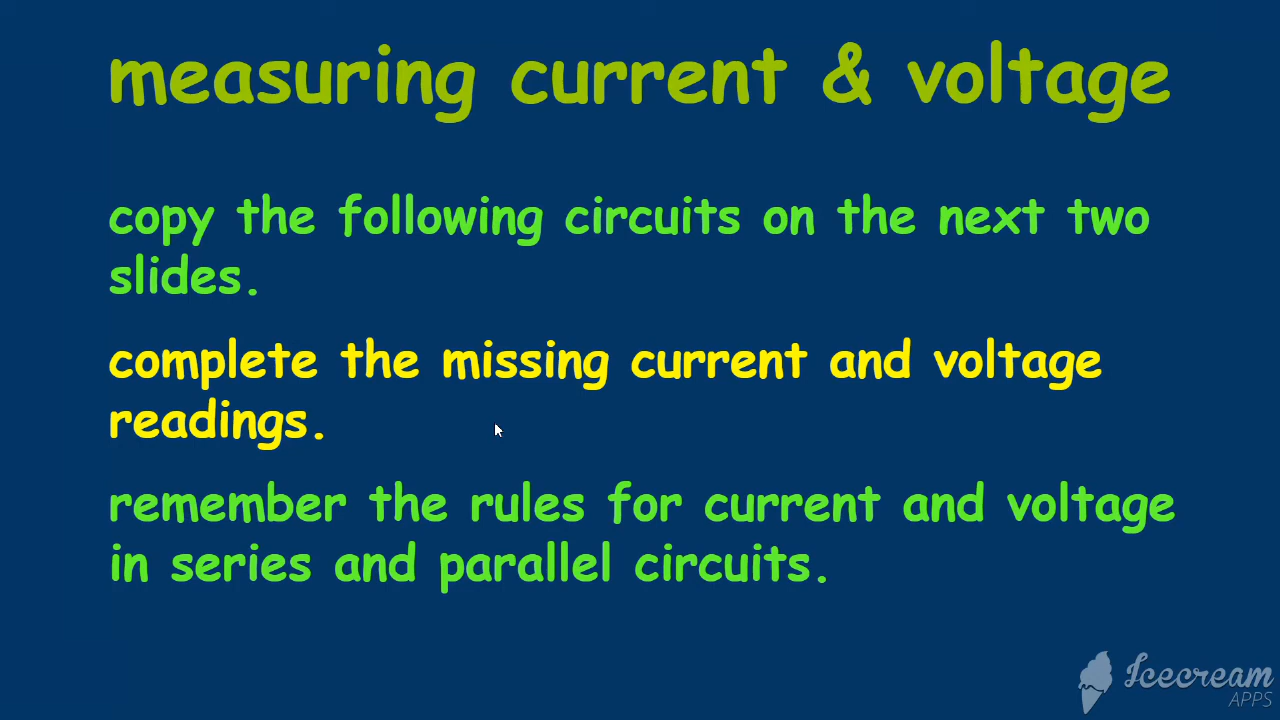 measuring current & voltage
copy the following circuits on the next two
slides.
complete the missing current and voltage
readings.
remember the rules for current and voltage
in series and parallel circuits.
Icecream
APPS